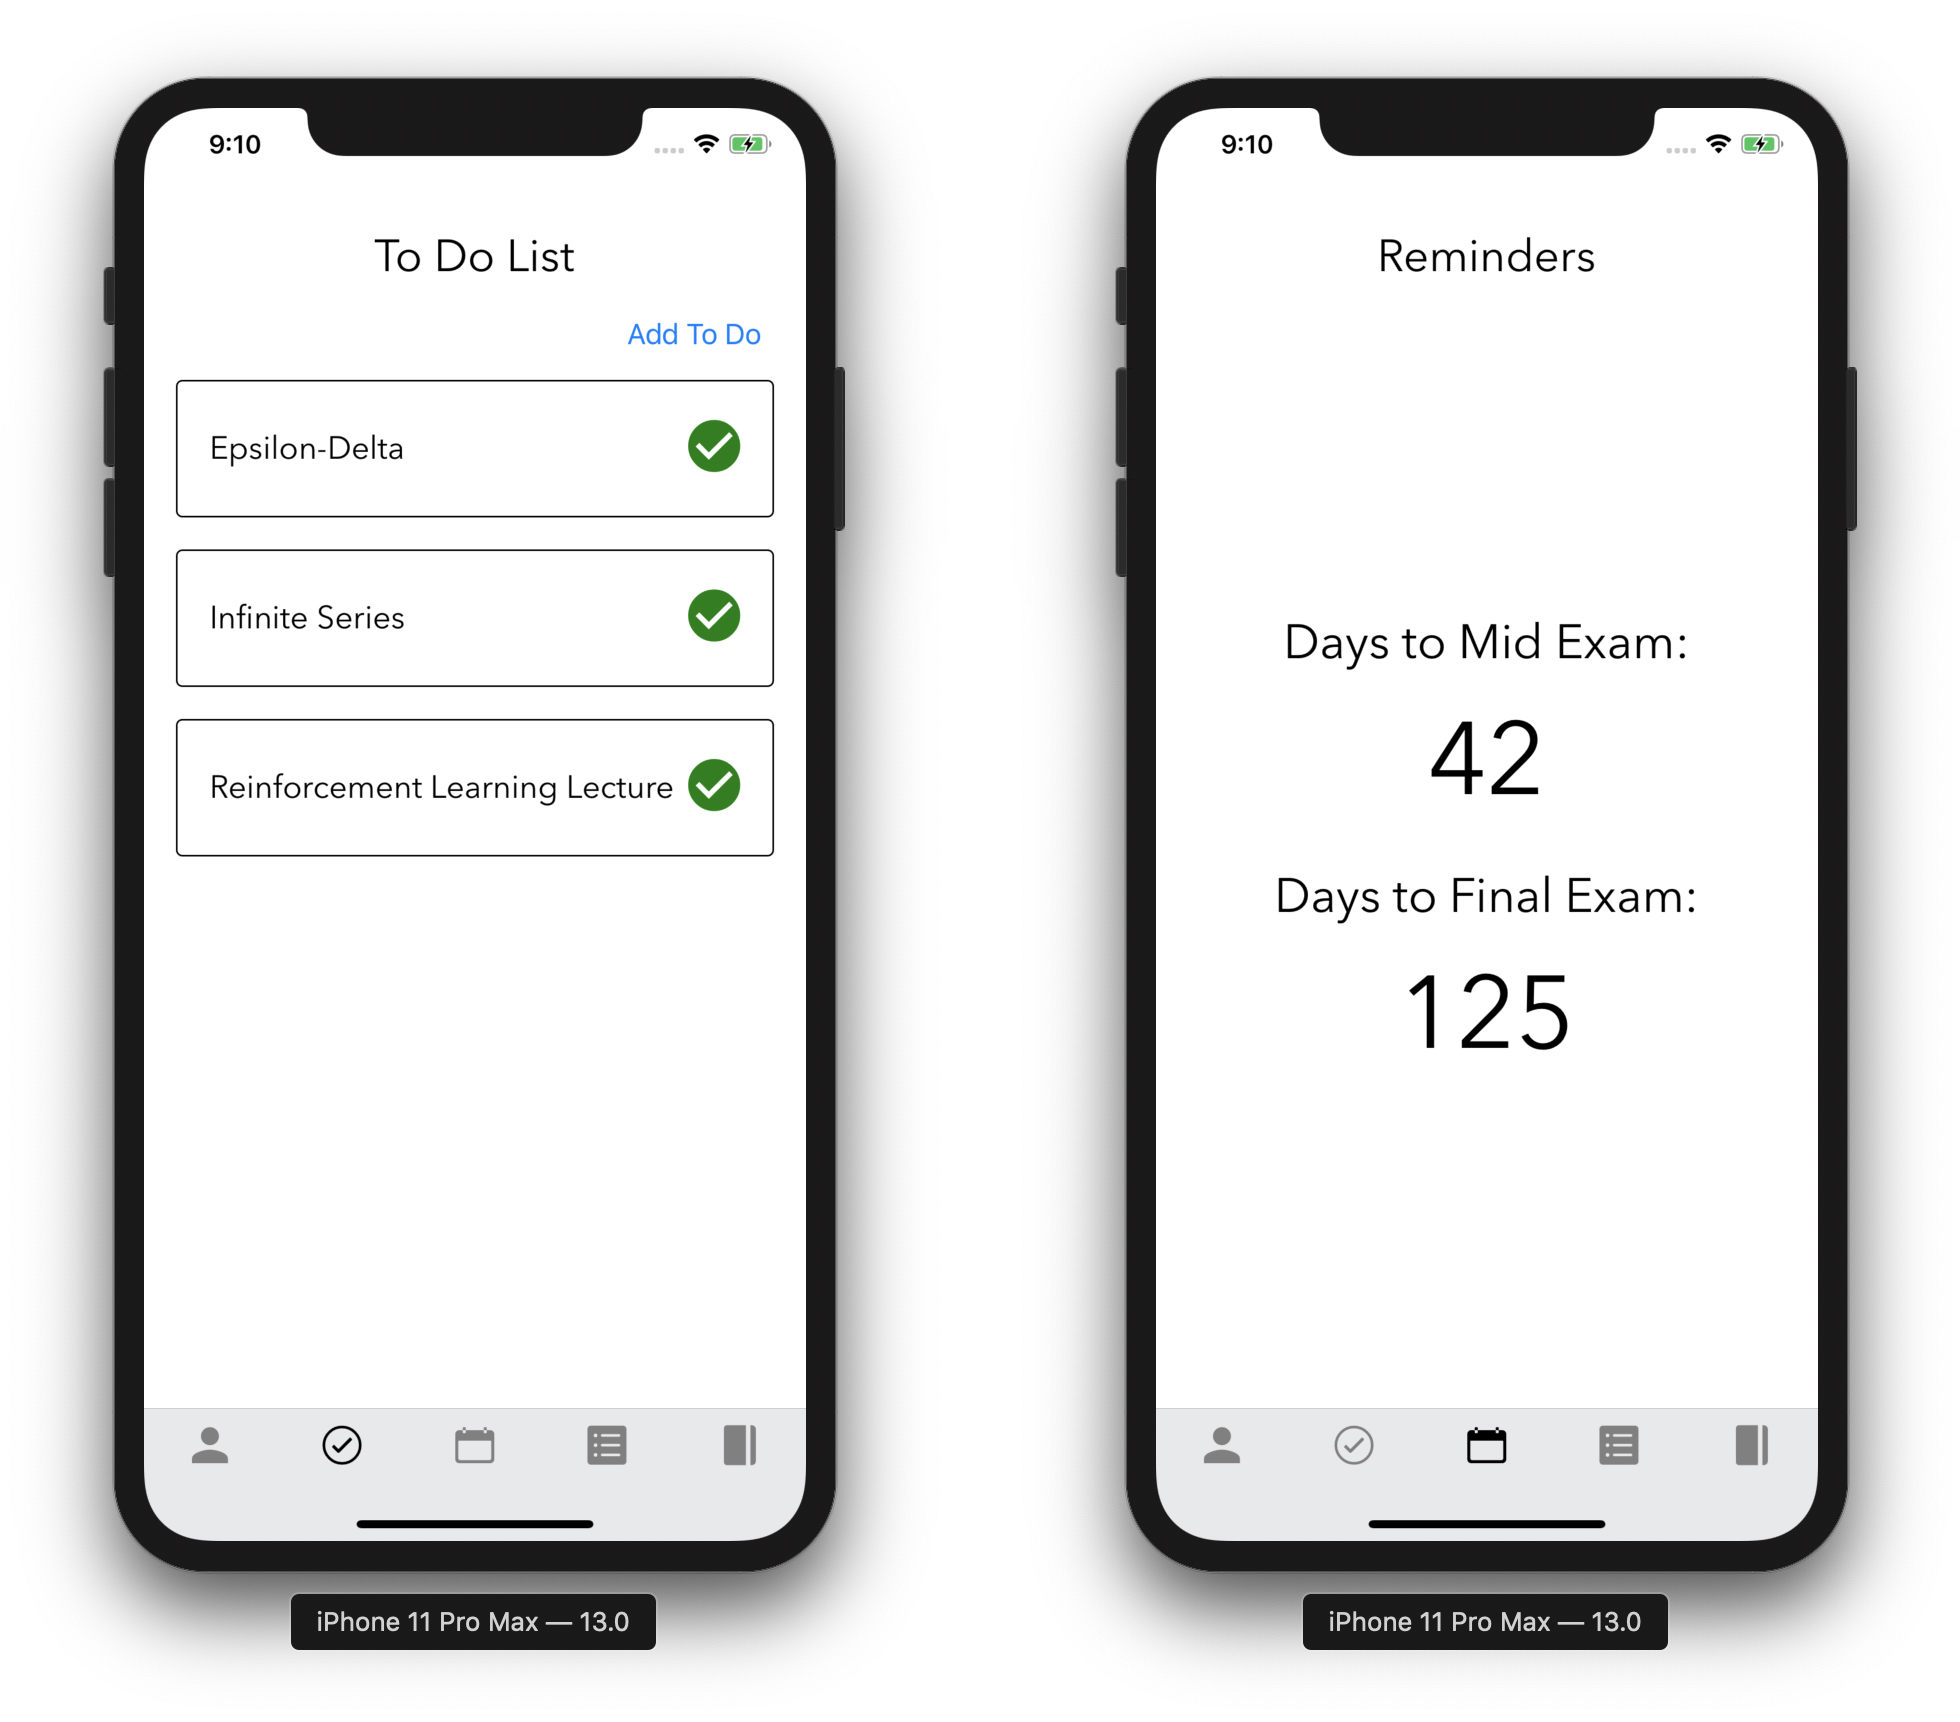 9:10
To Do List
Add To Do
Epsilon-Delta
Infinite Series
Reinforcement Learning Lecture
iPhone 11 Pro Max — 13.0
9:10
Reminders
Days to Mid Exam:
42
Days to Final Exam:
125
iPhone 11 Pro Max — 13.0